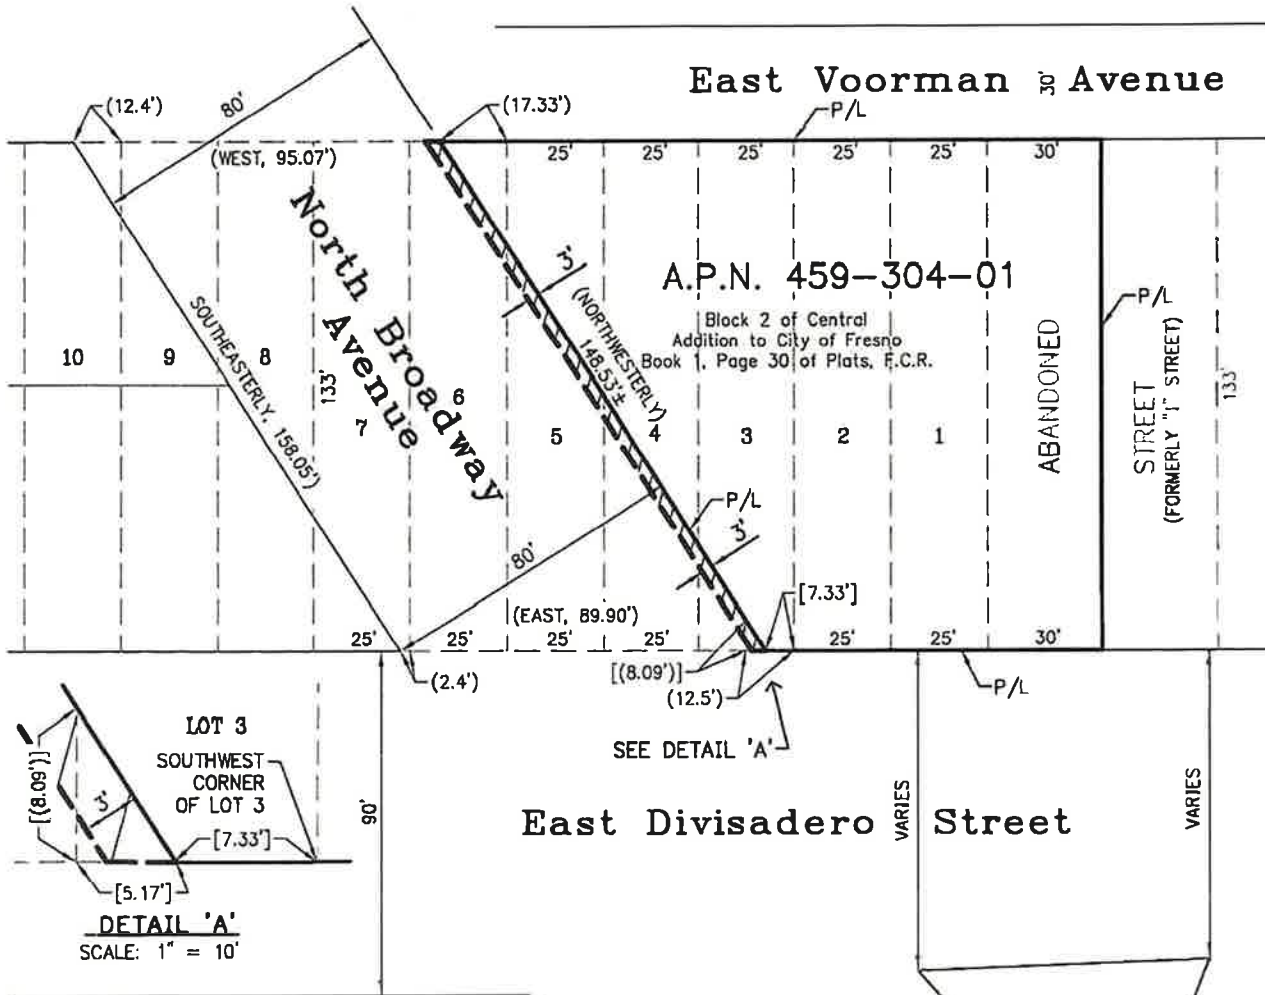 East Voorman 30' Avenue
(12.4')
80'
(17.33')
P/L
(WEST, 95.07')
25' 25' 25' 25' 25' 30'
North Broadway
Avenue
3'
A.P.N. 459-304-01
Block 2 of Central
Addition to City of Fresno
Book 1, Page 30 of Plats, F.C.R.
P/L
(NORTHWESTERLY)
148.53'±
SOUTHEASTERLY, 158.05')
10 9 8 7 6 5 4 3 2 1
133'
ABANDONED
STREET
(FORMERLY "I" STREET)
133'
P/L
3'
80'
[7.33']
(EAST, 89.90')
25' 25' 25' 25' 25' 25' 30'
(2.4')
[(8.09')]
(12.5')
P/L
SEE DETAIL 'A'
East Divisadero Street
VARIES
VARIES
90'
LOT 3
SOUTHWEST
CORNER
OF LOT 3
[(8.09')]
3'
[7.33']
[5.17']
DETAIL 'A'
SCALE: 1" = 10'